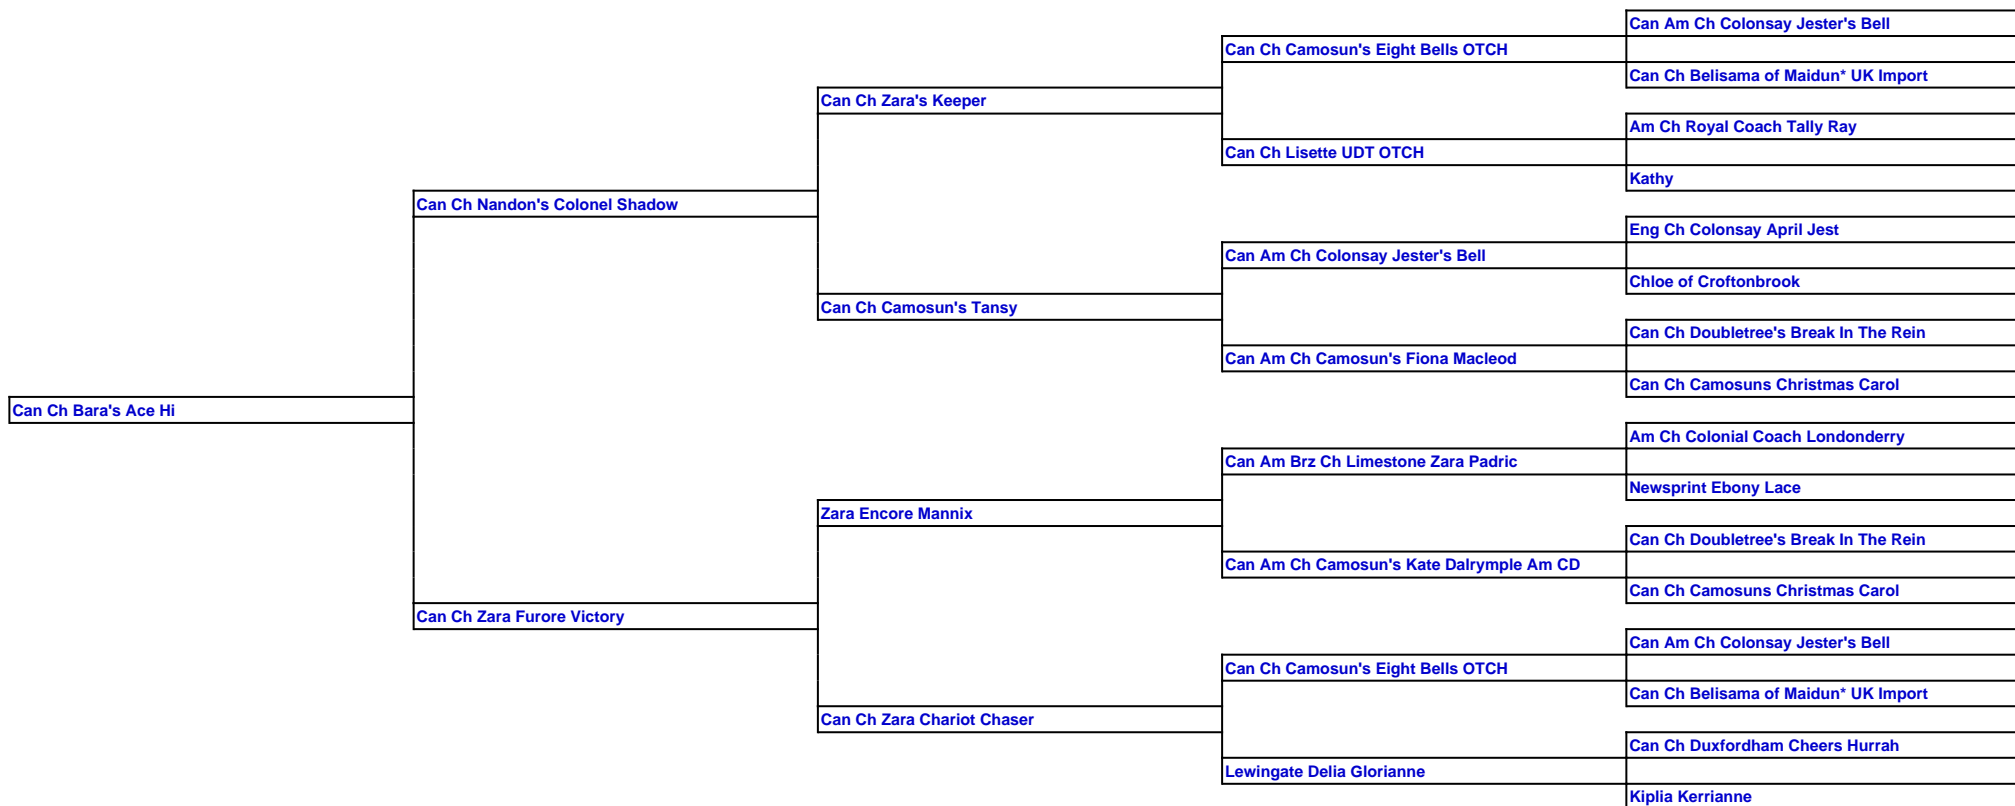 Can Am Ch Colonsay Jester's Bell
Can Ch Camosun's Eight Bells OTCH
Can Ch Belisama of Maidun* UK Import
Can Ch Zara's Keeper
Am Ch Royal Coach Tally Ray
Can Ch Lisette UDT OTCH
Kathy
Can Ch Nandon's Colonel Shadow
Eng Ch Colonsay April Jest
Can Am Ch Colonsay Jester's Bell
Chloe of Croftonbrook
Can Ch Camosun's Tansy
Can Ch Doubletree's Break In The Rein
Can Am Ch Camosun's Fiona Macleod
Can Ch Camosuns Christmas Carol
Can Ch Bara's Ace Hi
Am Ch Colonial Coach Londonderry
Can Am Brz Ch Limestone Zara Padric
Newsprint Ebony Lace
Zara Encore Mannix
Can Ch Doubletree's Break In The Rein
Can Am Ch Camosun's Kate Dalrymple Am CD
Can Ch Camosuns Christmas Carol
Can Ch Zara Furore Victory
Can Am Ch Colonsay Jester's Bell
Can Ch Camosun's Eight Bells OTCH
Can Ch Belisama of Maidun* UK Import
Can Ch Zara Chariot Chaser
Can Ch Duxfordham Cheers Hurrah
Lewingate Delia Glorianne
Kiplia Kerrianne